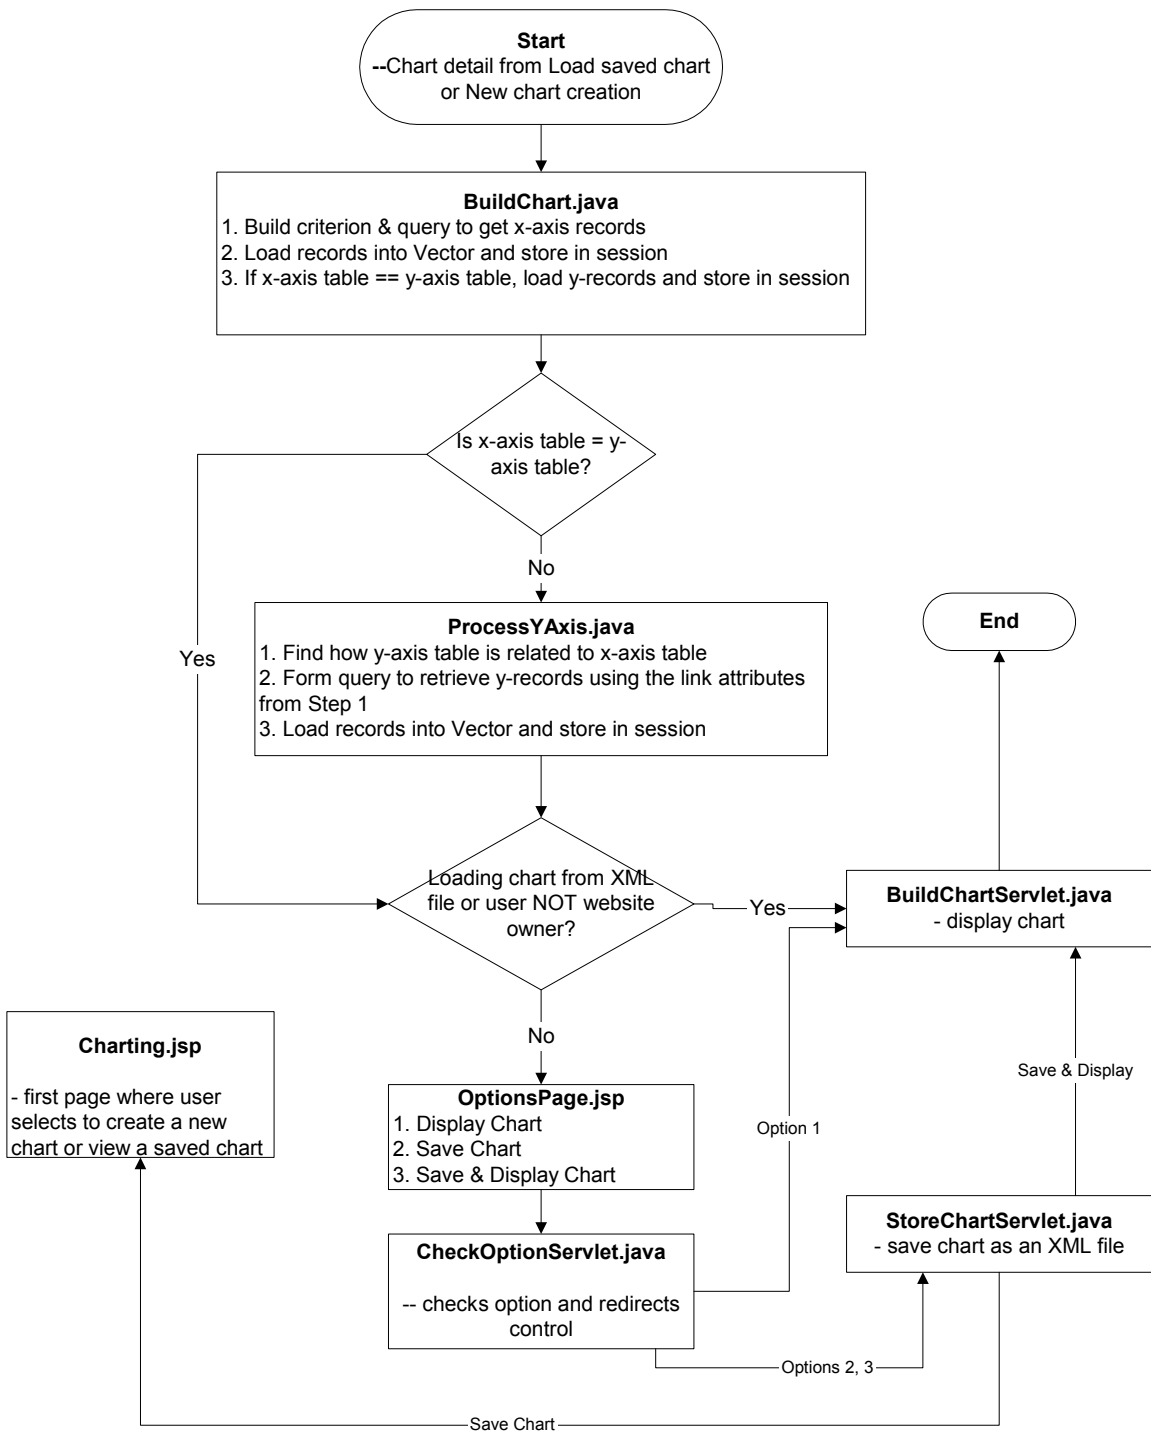 Start
--Chart detail from Load saved chart
or New chart creation
BuildChart.java
1. Build criterion & query to get x-axis records
2. Load records into Vector and store in session
3. If x-axis table == y-axis table, load y-records and store in session
Is x-axis table = y-
axis table?
No
Yes
ProcessYAxis.java
1. Find how y-axis table is related to x-axis table
2. Form query to retrieve y-records using the link attributes
from Step 1
3. Load records into Vector and store in session
End
Loading chart from XML
file or user NOT website
owner?
Yes
BuildChartServlet.java
- display chart
No
Charting.jsp
- first page where user
selects to create a new
chart or view a saved chart
OptionsPage.jsp
1. Display Chart
2. Save Chart
3. Save & Display Chart
Option 1
Save & Display
CheckOptionServlet.java
-- checks option and redirects
control
StoreChartServlet.java
- save chart as an XML file
Options 2, 3
Save Chart